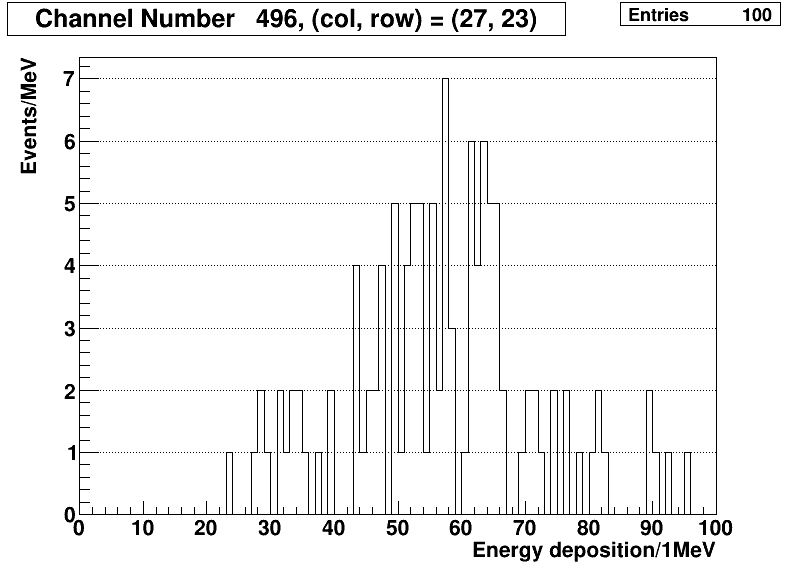 Channel Number 496, (col, row) = (27, 23)
Entries 100
Events/MeV
7
6
5
4
3
2
1
0
0 10 20 30 40 50 60 70 80 90 100
Energy deposition/1MeV